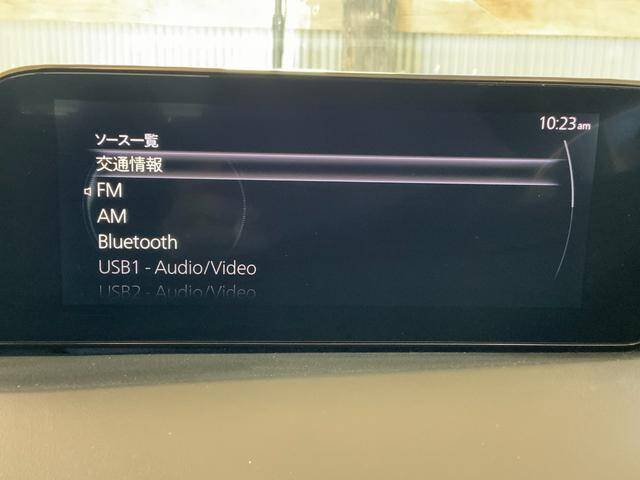 10:23am
ソース一覧
交通情報
FM
AM
Bluetooth
USB1 - Audio/Video
USB2 - Audio/Video